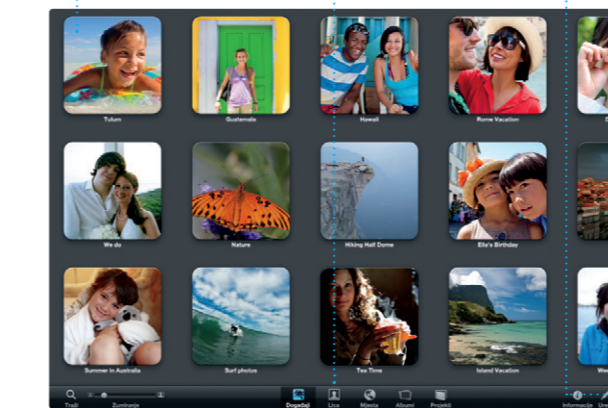 Tulum
Guatemala
Hawaii
Rome Vacation
We do
Nature
Hiking Half Dome
Ella's Birthday
Summer in Australia
Surf photos
Tea Time
Island Vacation
Traži
Zumiranje
Događaji
Lica
Mjesta
Albumi
Projekti
Informacije